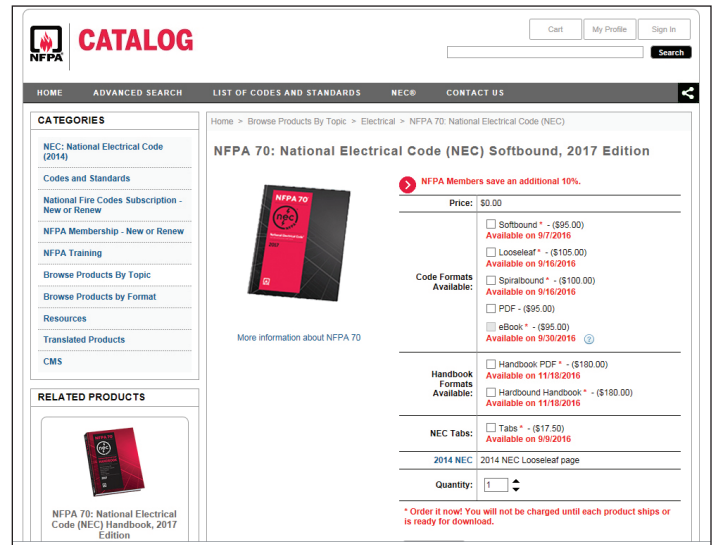 NFPA
CATALOG
Cart
My Profile
Sign In
Search
HOME
ADVANCED SEARCH
LIST OF CODES AND STANDARDS
NEC®
CONTACT US
CATEGORIES
NEC: National Electrical Code
(2014)
Codes and Standards
National Fire Codes Subscription -
New or Renew
NFPA Membership - New or Renew
NFPA Training
Browse Products By Topic
Browse Products by Format
Resources
Translated Products
CMS
RELATED PRODUCTS
NFPA 70
NFPA 70: National Electrical
Code (NEC) Handbook, 2017
Edition
Home > Browse Products By Topic > Electrical > NFPA 70: National Electrical Code (NEC)
NFPA 70: National Electrical Code (NEC) Softbound, 2017 Edition
NFPA 70
nec
National Electrical Code
2017
More information about NFPA 70
NFPA Members save an additional 10%.
Price: $0.00
Code Formats
Available:
Softbound * - ($95.00)
Available on 9/7/2016
Looseleaf * - ($105.00)
Available on 9/16/2016
Spiralbound * - ($100.00)
Available on 9/16/2016
PDF - ($95.00)
eBook * - ($95.00)
Available on 9/30/2016 ?
Handbook
Formats
Available:
Handbook PDF * - ($180.00)
Available on 11/18/2016
Hardbound Handbook * - ($180.00)
Available on 11/18/2016
NEC Tabs:
Tabs * - ($17.50)
Available on 9/9/2016
2014 NEC 2014 NEC Looseleaf page
Quantity: 1
* Order it now! You will not be charged until each product ships or
is ready for download.